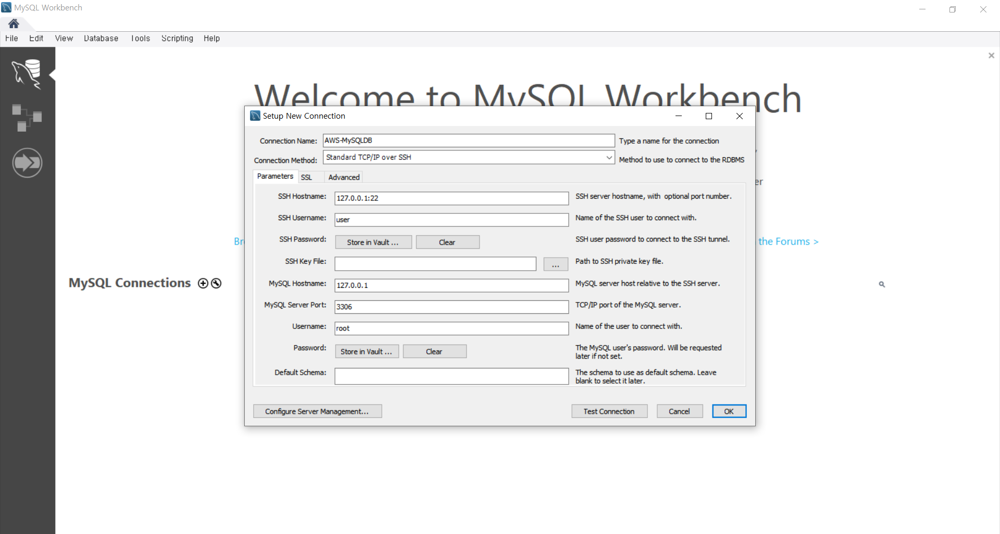 MySQL Workbench
File Edit View Database Tools Scripting Help
Welcome to MySQL Workbench
Setup New Connection
Connection Name: AWS-MySQLDB Type a name for the connection
Connection Method: Standard TCP/IP over SSH Method to use to connect to the RDBMS
Parameters SSL Advanced
SSH Hostname: 127.0.0.1:22 SSH server hostname, with optional port number.
SSH Username: user Name of the SSH user to connect with.
SSH Password: Store in Vault ... Clear SSH user password to connect to the SSH tunnel.
SSH Key File: ... Path to SSH private key file.
MySQL Hostname: 127.0.0.1 MySQL server host relative to the SSH server.
MySQL Server Port: 3306 TCP/IP port of the MySQL server.
Username: root Name of the user to connect with.
Password: Store in Vault ... Clear The MySQL user's password. Will be requested
later if not set.
Default Schema: The schema to use as default schema. Leave
blank to select it later.
Configure Server Management... Test Connection Cancel OK
er
Br
the Forums >
MySQL Connections